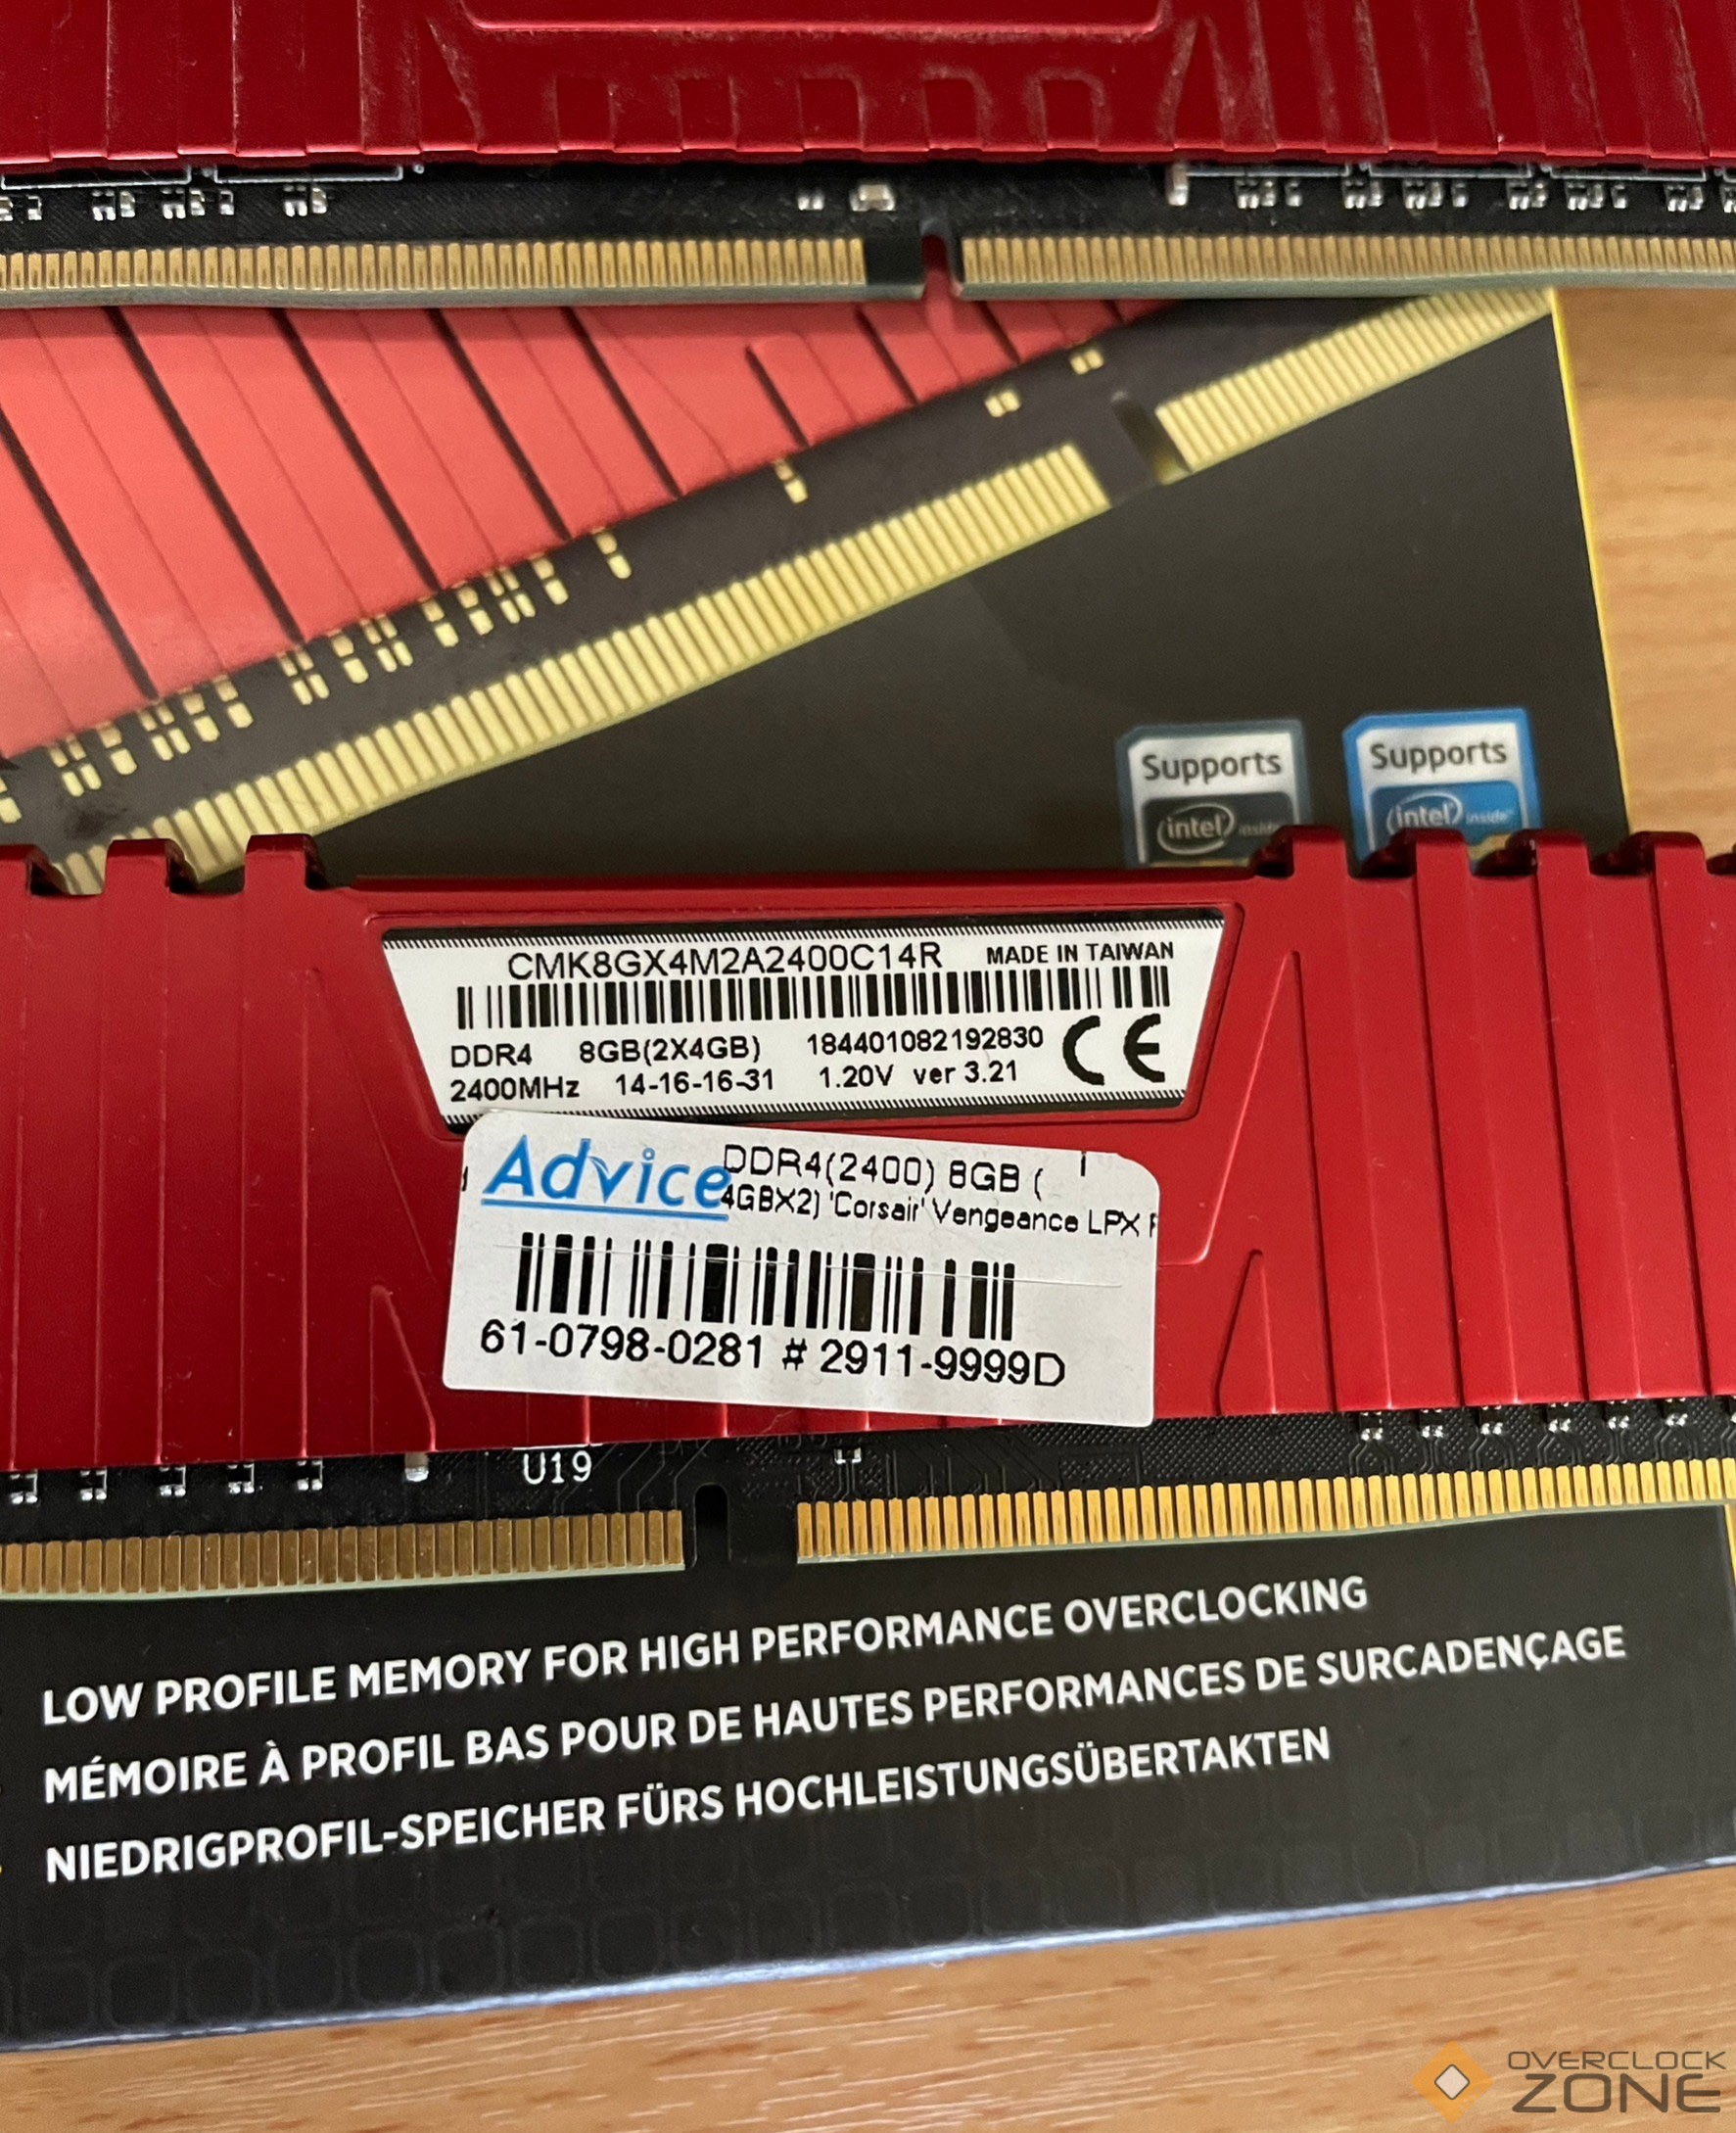 Supports
intel inside
Supports
intel inside
CMK8GX4M2A2400C14R MADE IN TAIWAN
DDR4 8GB(2X4GB) 184401082192830
2400MHz 14-16-16-31 1.20V ver 3.21
CE
Advice
DDR4(2400) 8GB (
4GBX2) 'Corsair' Vengeance LPX
61-0798-0281 # 2911-9999D
U19
LOW PROFILE MEMORY FOR HIGH PERFORMANCE OVERCLOCKING
MÉMOIRE À PROFIL BAS POUR DE HAUTES PERFORMANCES DE SURCADENÇAGE
NIEDRIGPROFIL-SPEICHER FÜRS HOCHLEISTUNGSÜBERTAKTEN
OVERCLOCK
ZONE